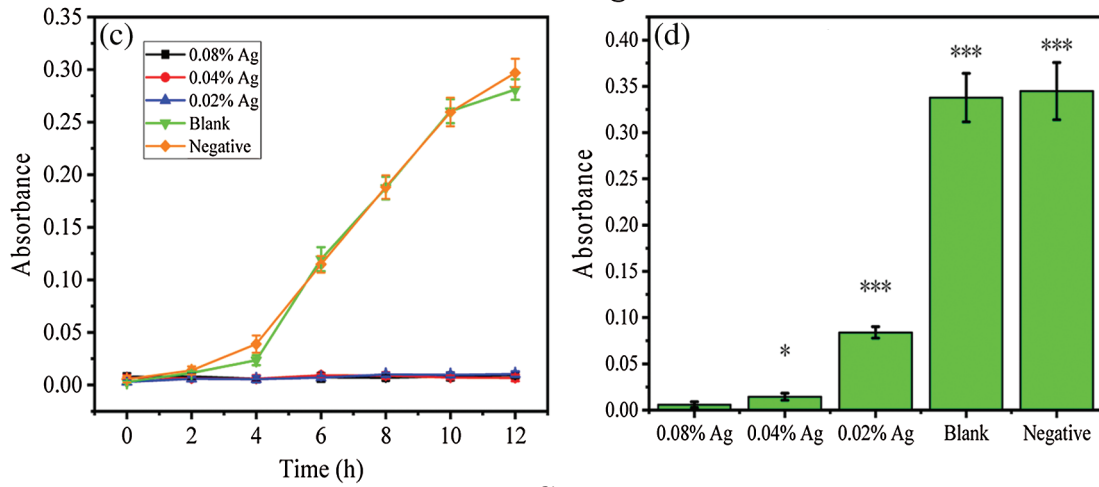 (c)
0.08% Ag
0.04% Ag
0.02% Ag
Blank
Negative
0.35
0.30
0.25
0.20
0.15
0.10
0.05
0.00
Absorbance
0 2 4 6 8 10 12
Time (h)
(d)
0.40
0.35
0.30
0.25
0.20
0.15
0.10
0.05
0.00
Absorbance
*
***
***
***
0.08% Ag 0.04% Ag 0.02% Ag Blank Negative